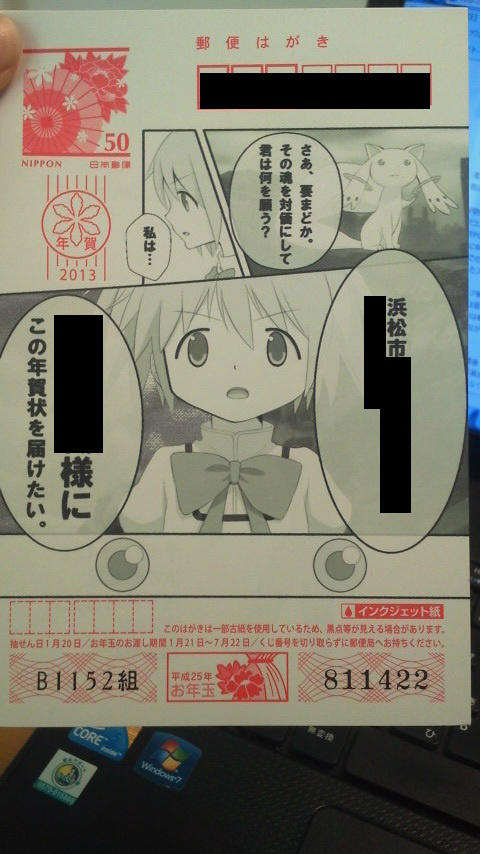 郵便はがき
50
NIPPON 日本郵便
年賀
2013
さあ、要まどか。
その魂を対価にして
君は何を願う？
私は…
浜松市
様に
この年賀状を届けたい。
インクジェット紙
このはがきは一部古紙を使用しているため、黒点等が見える場合があります。
抽せん日1月20日／お年玉のお渡し期間1月21日～7月22日／くじ番号を切り取らずに郵便局へお持ちください。
B1152組
平成25年
お年玉
811422
CORE
inside
Windows 7
無変換
ひ